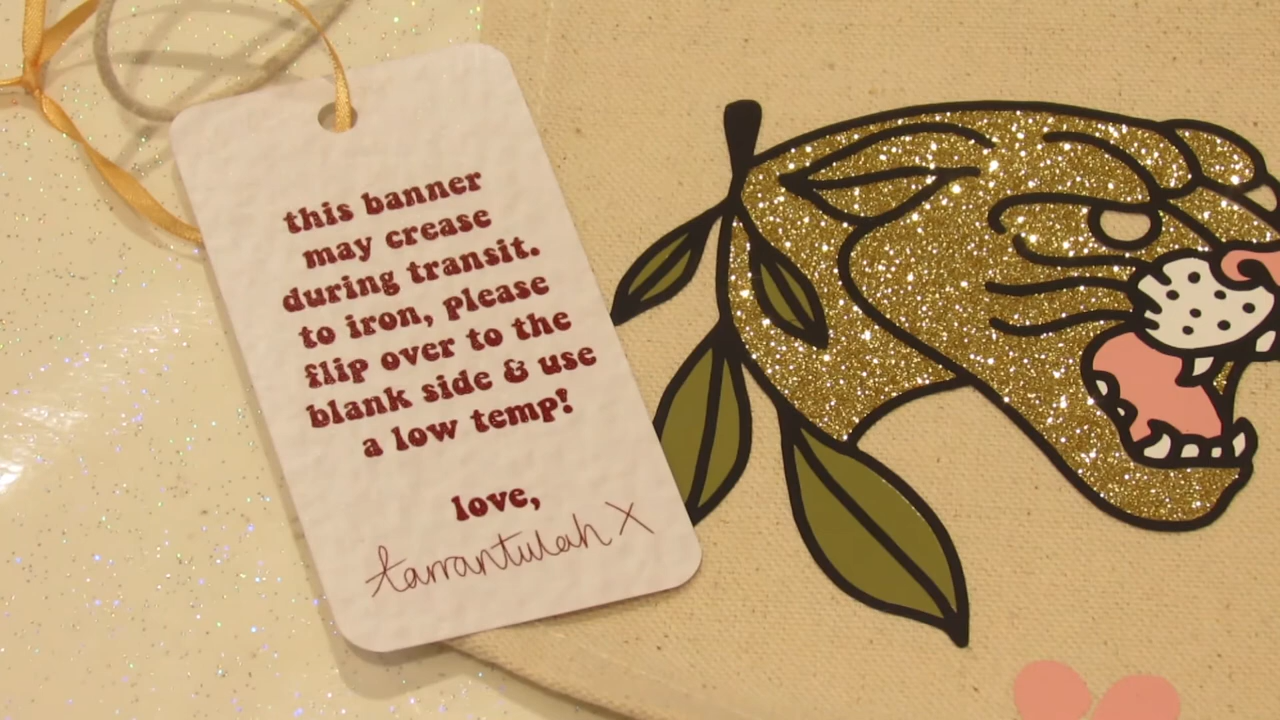 this banner
may crease
during transit.
to iron, please
flip over to the
blank side & use
a low temp!
love,
tarrantulah X